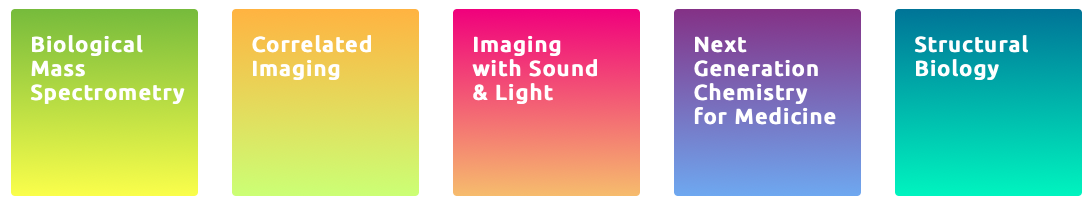 Biological
Mass
Spectrometry
Correlated
Imaging
Imaging
with Sound
& Light
Next
Generation
Chemistry
for Medicine
Structural
Biology